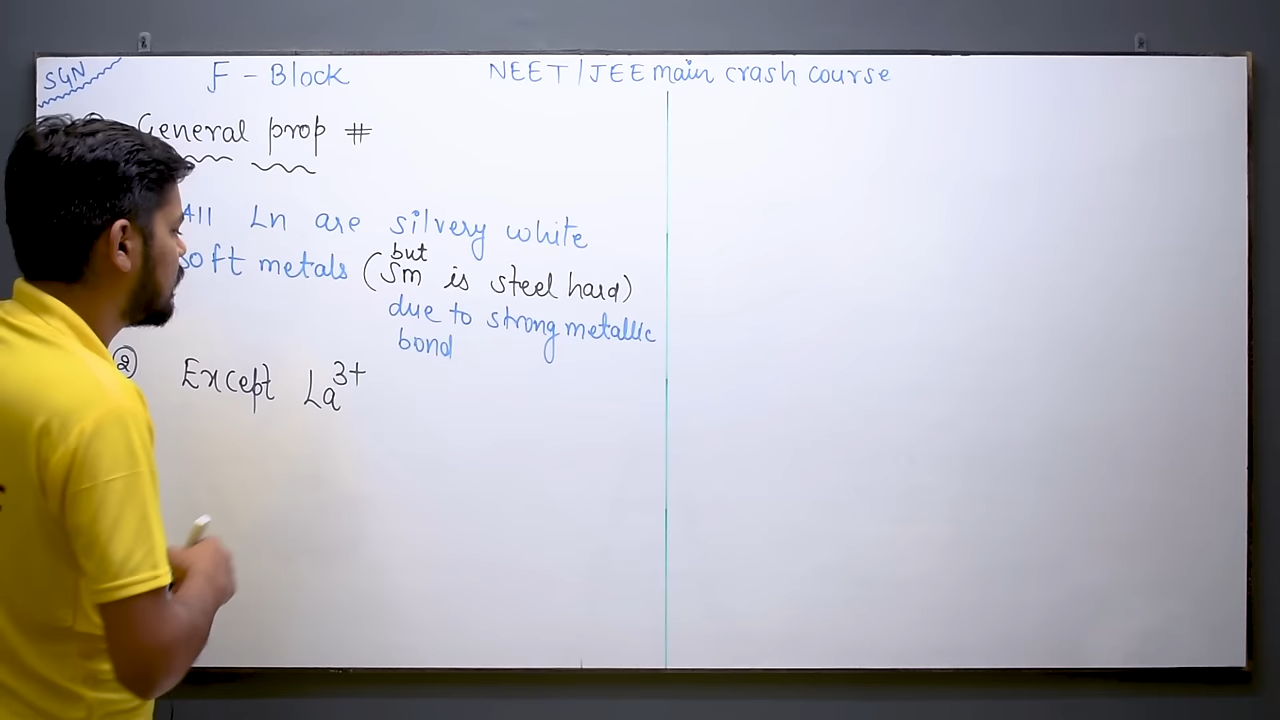 SGN
F - Block
NEET/JEE main crash course
General prop #
All Ln are silvery white
soft metals (but Sm is steel hard)
due to strong metallic
bond
② Except La³⁺